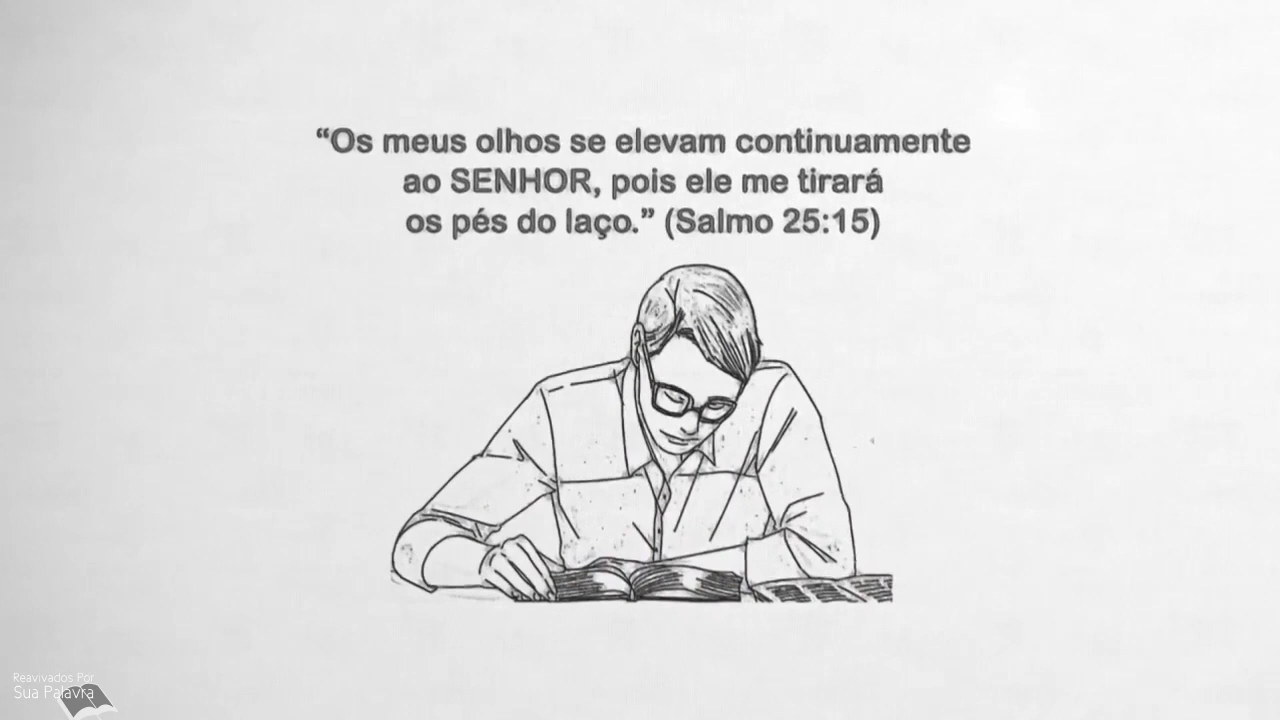 “Os meus olhos se elevam continuamente
ao SENHOR, pois ele me tirará
os pés do laço.” (Salmo 25:15)
Reavivados Por
Sua Palavra